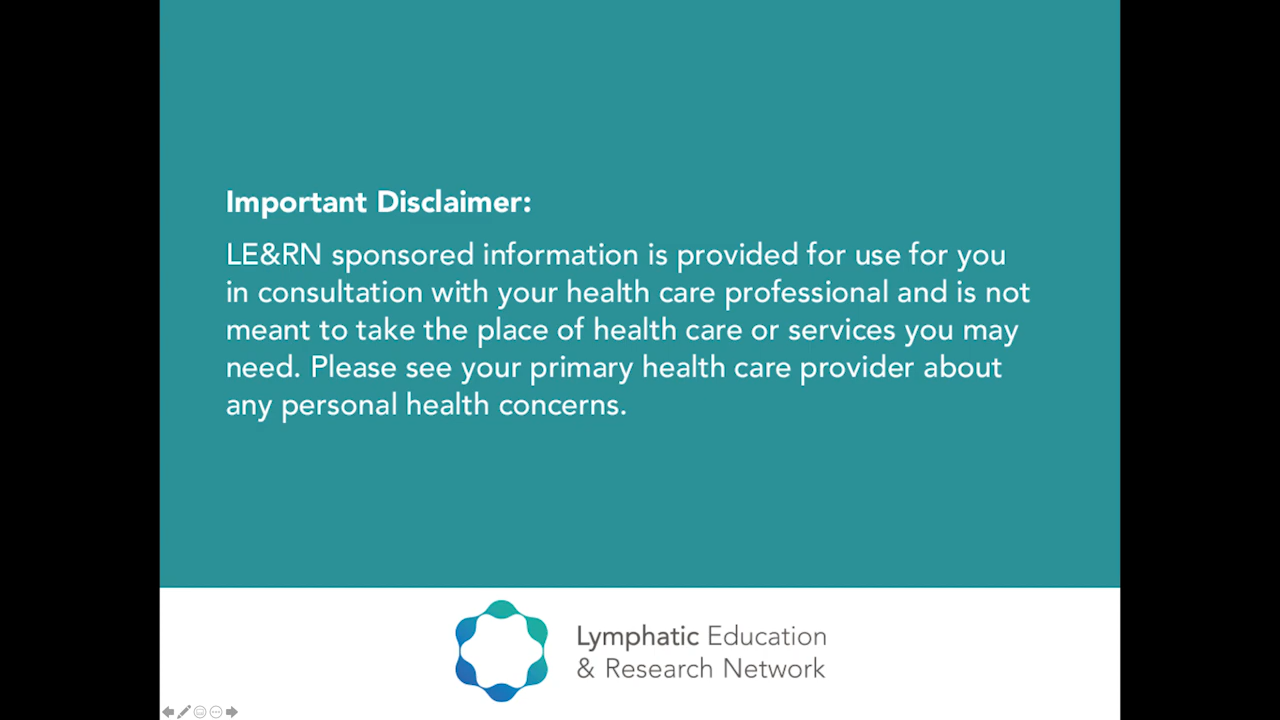 Important Disclaimer:
LE&RN sponsored information is provided for use for you
in consultation with your health care professional and is not
meant to take the place of health care or services you may
need. Please see your primary health care provider about
any personal health concerns.
Lymphatic Education
& Research Network